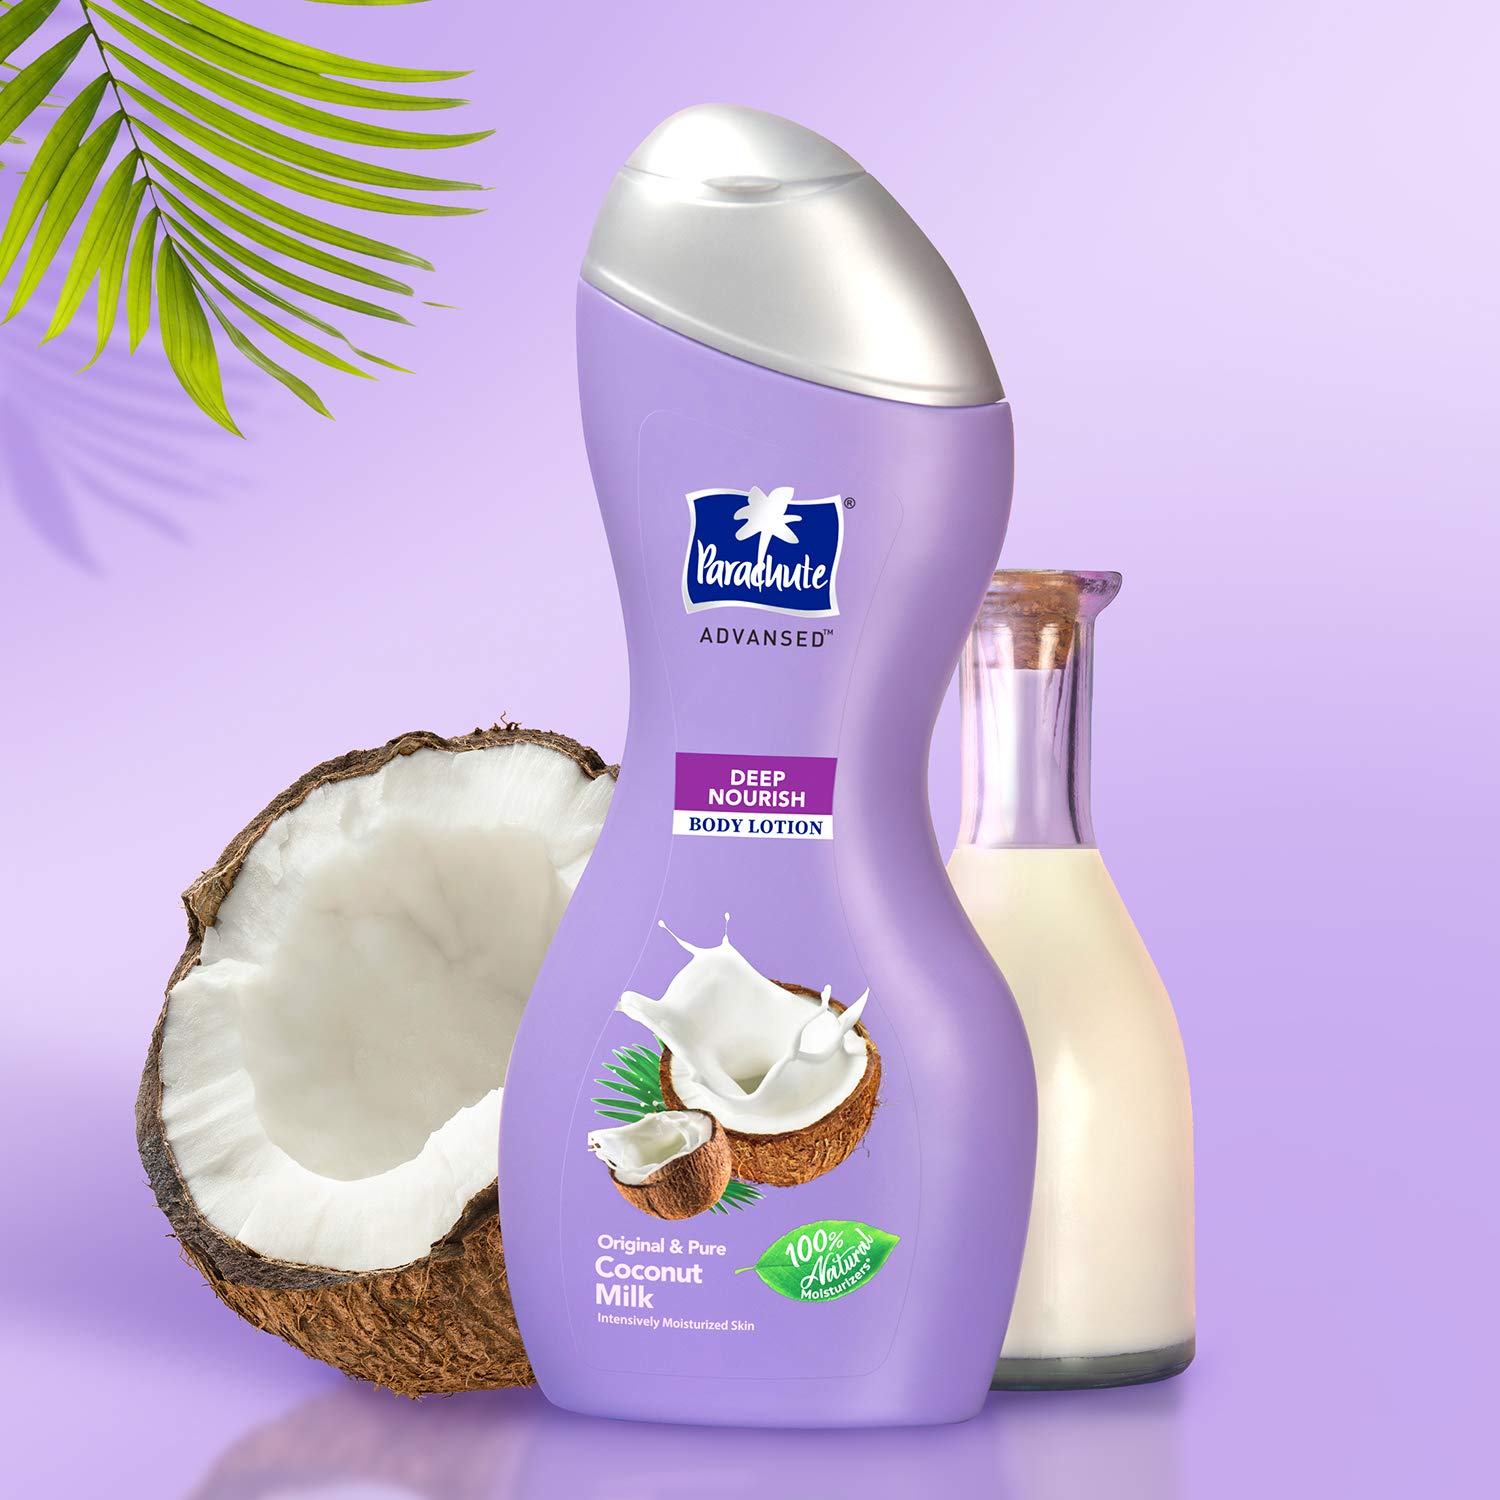 Parachute®
ADVANSED™
DEEP
NOURISH
BODY LOTION
Original & Pure
Coconut
Milk
Intensively Moisturized Skin
100%
Natural
Moisturizers*